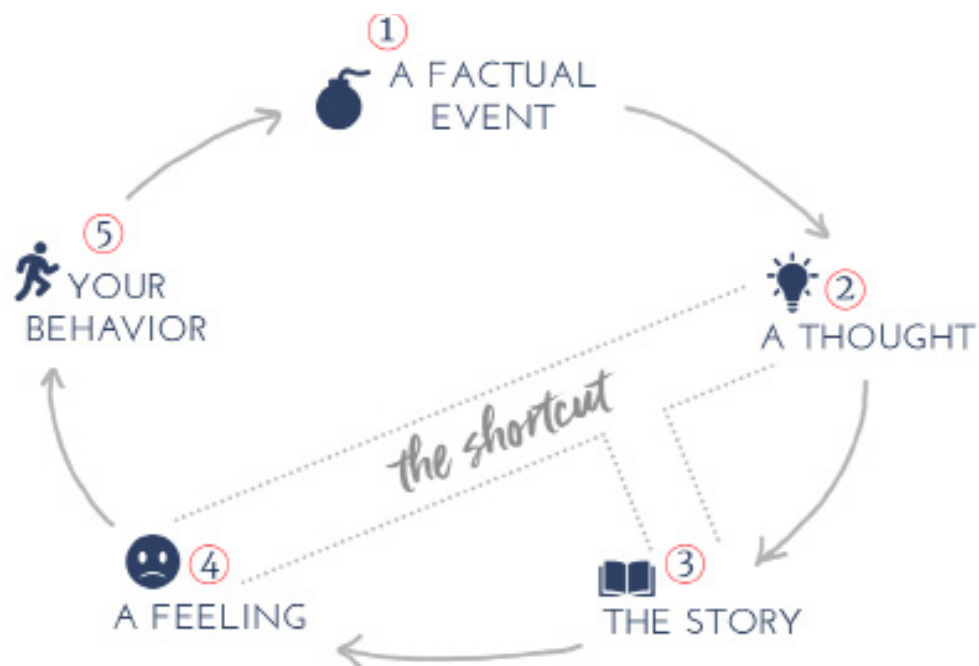 1
A FACTUAL
EVENT
2
A THOUGHT
3
THE STORY
4
A FEELING
5
YOUR
BEHAVIOR
the shortcut